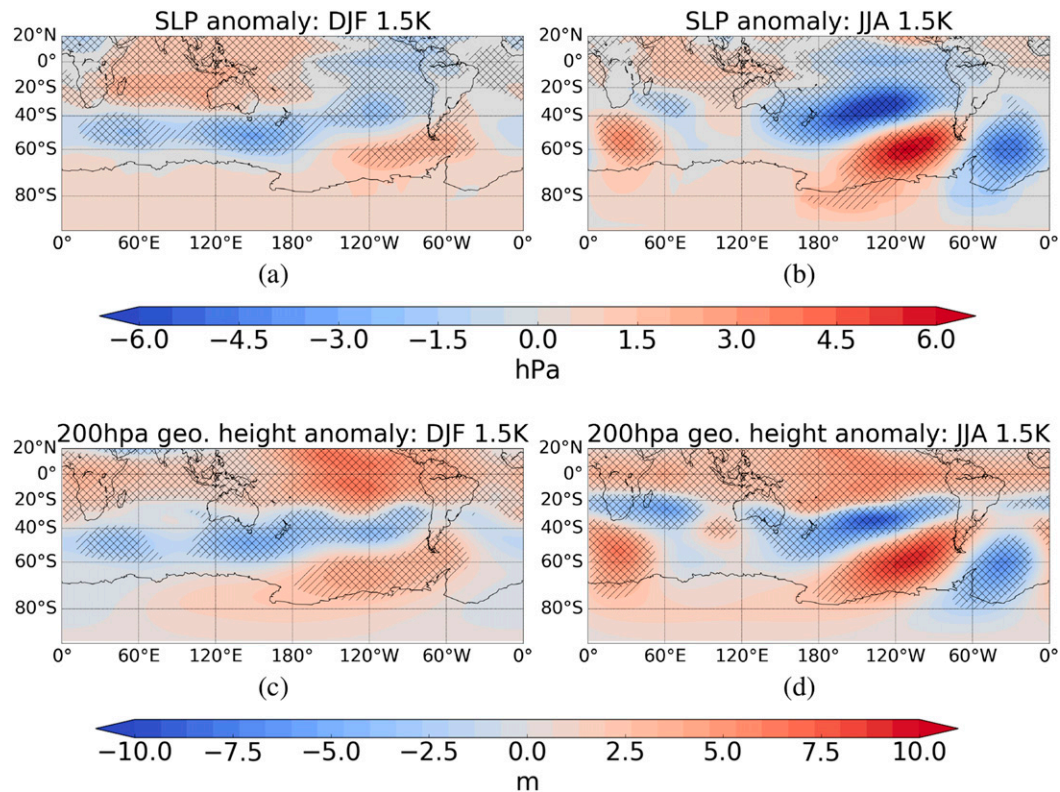 SLP anomaly: DJF 1.5K
SLP anomaly: JJA 1.5K
20°N
0°
20°S
40°S
60°S
80°S
0° 60°E 120°E 180° 120°W 60°W 0°
(a)
20°N
0°
20°S
40°S
60°S
80°S
0° 60°E 120°E 180° 120°W 60°W 0°
(b)
−6.0 −4.5 −3.0 −1.5 0.0 1.5 3.0 4.5 6.0
hPa
200hpa geo. height anomaly: DJF 1.5K
200hpa geo. height anomaly: JJA 1.5K
20°N
0°
20°S
40°S
60°S
80°S
0° 60°E 120°E 180° 120°W 60°W 0°
(c)
20°N
0°
20°S
40°S
60°S
80°S
0° 60°E 120°E 180° 120°W 60°W 0°
(d)
−10.0 −7.5 −5.0 −2.5 0.0 2.5 5.0 7.5 10.0
m